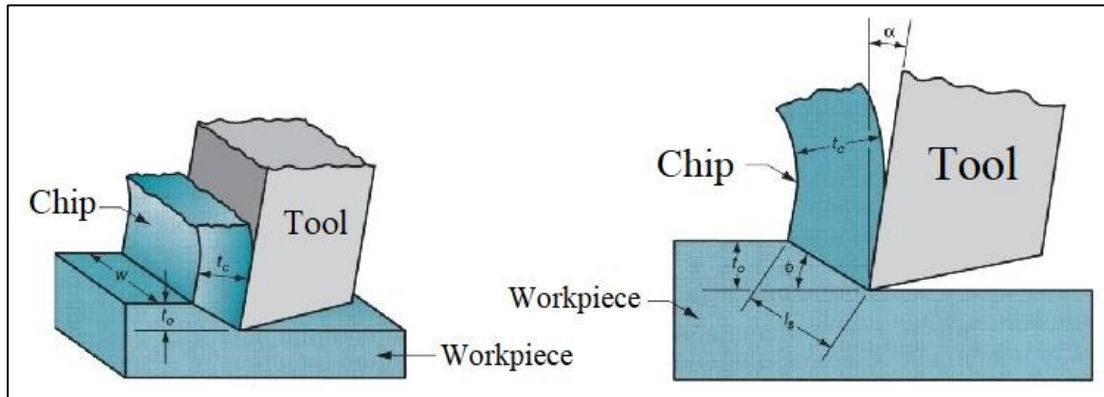 Chip
Tool
w
t_c
t_o
Workpiece
α
t_c
Chip
Tool
t_o
ϕ
l_s
Workpiece